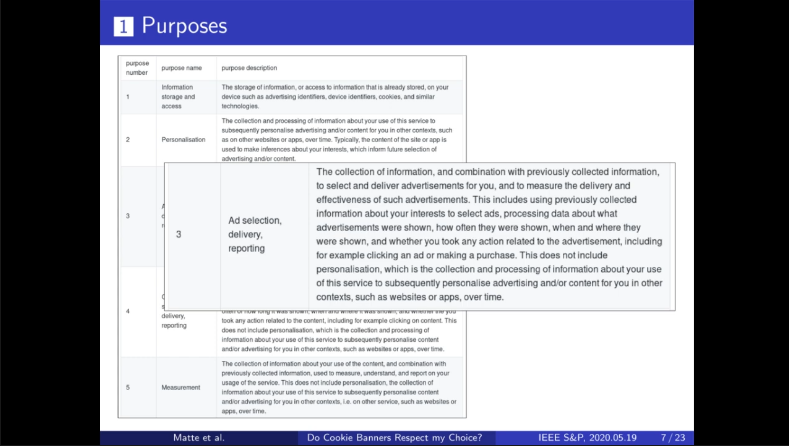 1 Purposes
purpose number
purpose name
purpose description
1
Information storage and access
The storage of information, or access to information that is already stored, on your
device such as advertising identifiers, device identifiers, cookies, and similar
technologies.
2
Personalisation
The collection and processing of information about your use of this service to
subsequently personalise advertising and/or content for you in other contexts, such
as on other websites or apps, over time. Typically, the content of the site or app is
used to make inferences about your interests, which inform future selection of
advertising and/or content.
3
3
Ad selection,
delivery,
reporting
The collection of information, and combination with previously collected information,
to select and deliver advertisements for you, and to measure the delivery and
effectiveness of such advertisements. This includes using previously collected
information about your interests to select ads, processing data about what
advertisements were shown, how often they were shown, when and where they
were shown, and whether you took any action related to the advertisement, including
for example clicking an ad or making a purchase. This does not include
personalisation, which is the collection and processing of information about your use
of this service to subsequently personalise advertising and/or content for you in other
contexts, such as websites or apps, over time.
4
delivery,
reporting
took any action related to the content, including for example clicking on content. This
does not include personalisation, which is the collection and processing of
information about your use of this service to subsequently personalise content
and/or advertising for you in other contexts, such as websites or apps, over time.
5
Measurement
The collection of information about your use of the content, and combination with
previously collected information, used to measure, understand, and report on your
usage of the service. This does not include personalisation, the collection of
information about your use of this service to subsequently personalise content
and/or advertising for you in other contexts, i.e. on other service, such as websites or
apps, over time.
Matte et al.
Do Cookie Banners Respect my Choice?
IEEE S&P, 2020.05.19
7 / 23